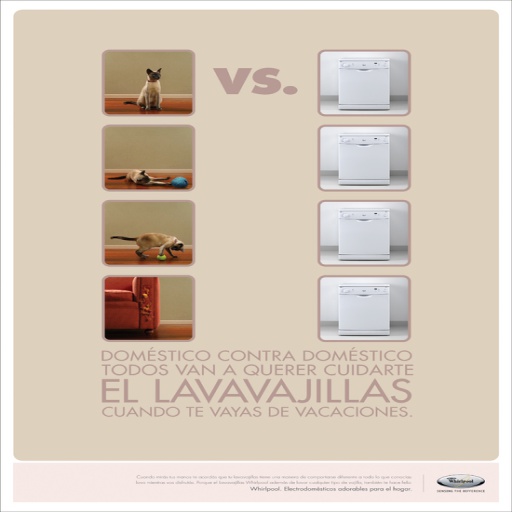 VS.
DOMÉSTICO CONTRA DOMÉSTICO
TODOS VAN A QUERER CUIDARTE
EL LAVAVAJILLAS
CUANDO TE VAYAS DE VACACIONES.
Whirlpool. Electrodomésticos adorables para el hogar.
Whirlpool